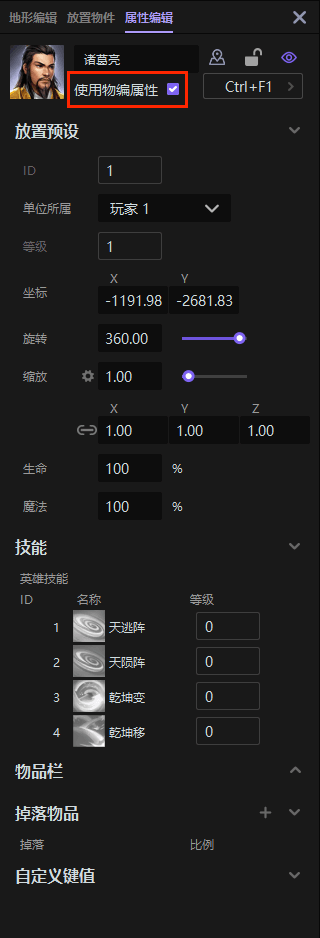 地形编辑 放置物件 属性编辑
诸葛亮
使用物编属性
Ctrl+F1
放置预设
ID 1
单位所属 玩家 1
等级 1
X Y
坐标 -1191.98 -2681.83
旋转 360.00
缩放 1.00
X Y Z
1.00 1.00 1.00
生命 100 %
魔法 100 %
技能
英雄技能
ID 名称 等级
1 天逃阵 0
2 天陨阵 0
3 乾坤变 0
4 乾坤移 0
物品栏
掉落物品
掉落 比例
自定义键值